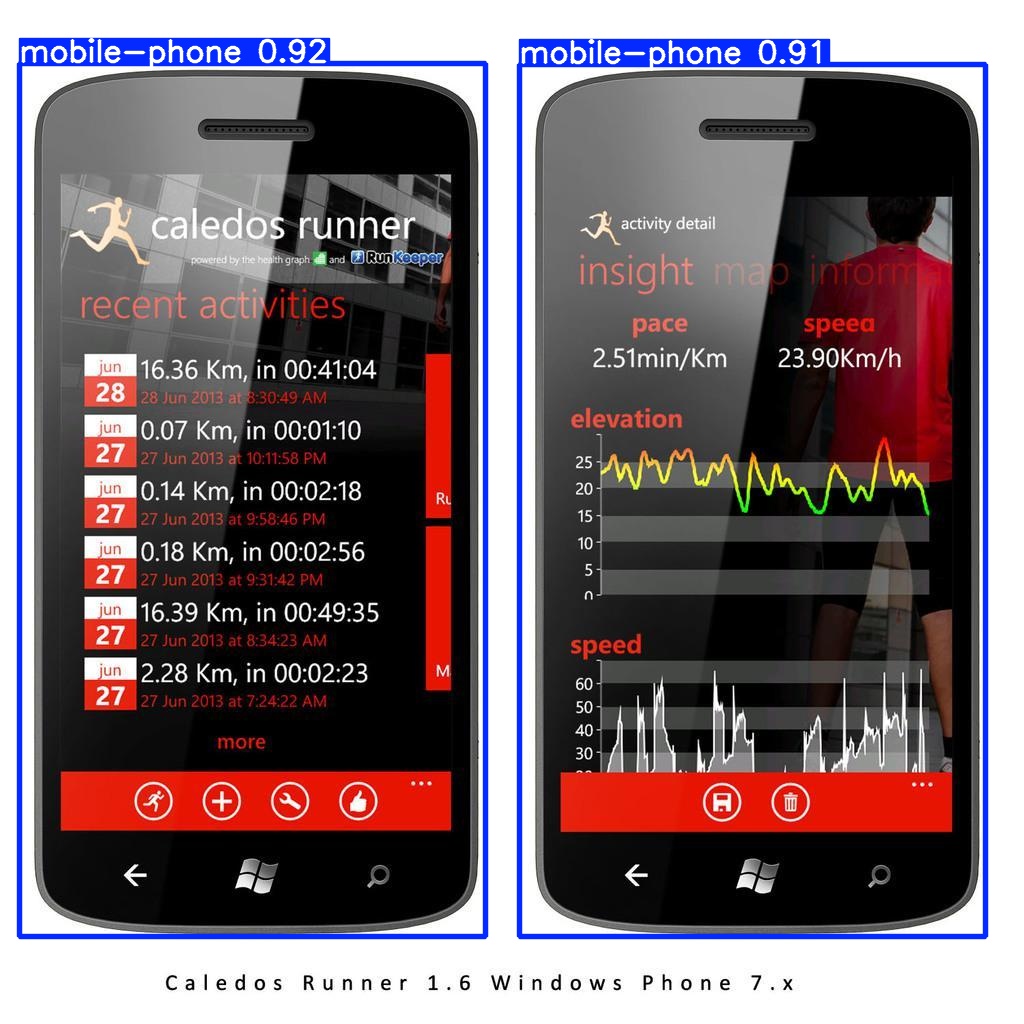 mobile-phone 0.92
caledos runner
powered by the health graph and RunKeeper
recent activities
jun
28
16.36 Km, in 00:41:04
28 Jun 2013 at 8:30:49 AM
jun
27
0.07 Km, in 00:01:10
27 Jun 2013 at 10:11:58 PM
jun
27
0.14 Km, in 00:02:18
27 Jun 2013 at 9:58:46 PM
Ru
jun
27
0.18 Km, in 00:02:56
27 Jun 2013 at 9:31:42 PM
jun
27
16.39 Km, in 00:49:35
27 Jun 2013 at 8:34:23 AM
jun
27
2.28 Km, in 00:02:23
27 Jun 2013 at 7:24:22 AM
M
more
mobile-phone 0.91
activity detail
insight map informa
pace speed
2.51min/Km 23.90Km/h
elevation
25
20
15
10
5
0
speed
60
50
40
30
20
Caledos Runner 1.6 Windows Phone 7.x